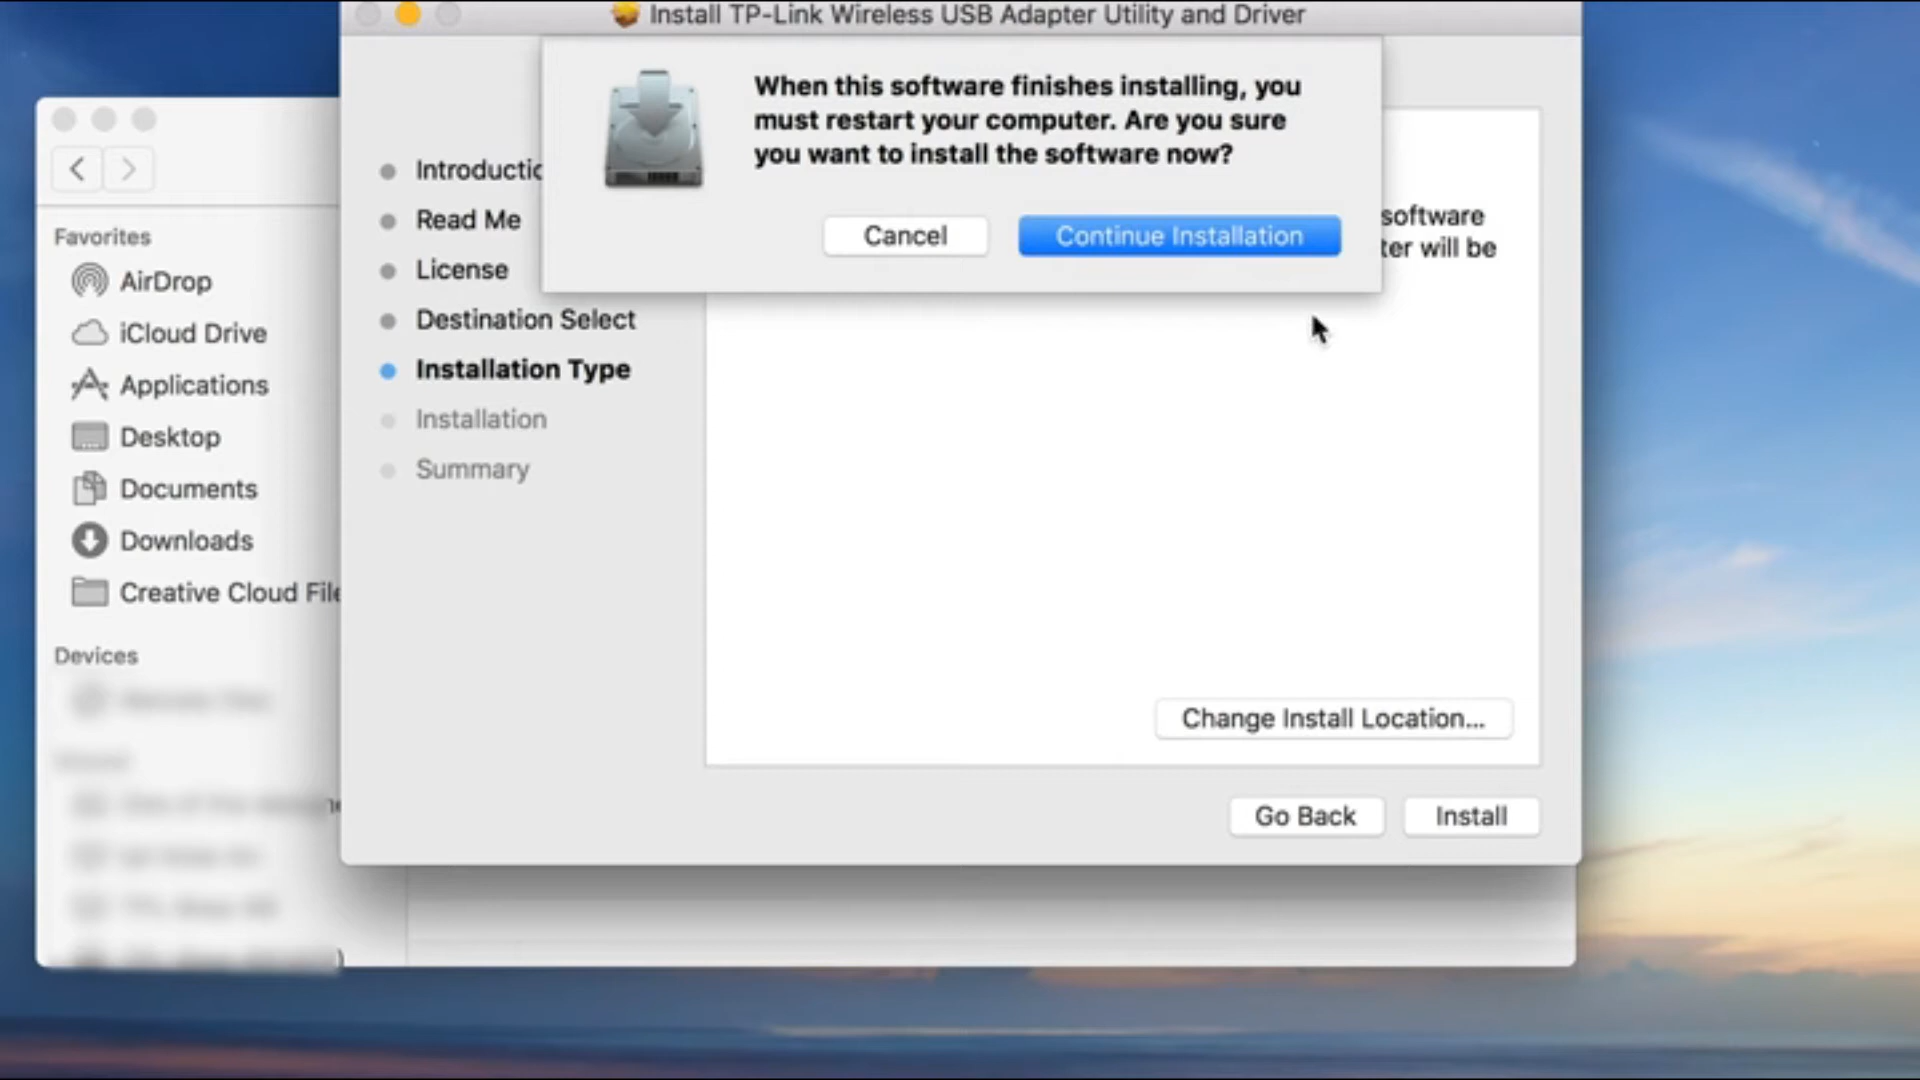 Install TP-Link Wireless USB Adapter Utility and Driver
When this software finishes installing, you
must restart your computer. Are you sure
you want to install the software now?
Cancel
Continue Installation
software
ter will be
Introductic
Read Me
License
Destination Select
Installation Type
Installation
Summary
Change Install Location...
Go Back
Install
Favorites
AirDrop
iCloud Drive
Applications
Desktop
Documents
Downloads
Creative Cloud File
Devices